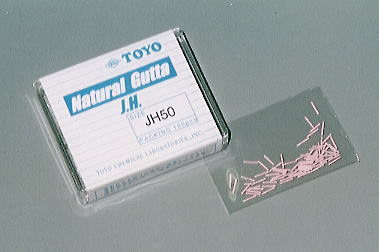 TOYO
Natural Gutta
J.H.
SIZE
JH50
PACKING 100pcs
TOYO CHEMICAL LABORATORIES, INC.